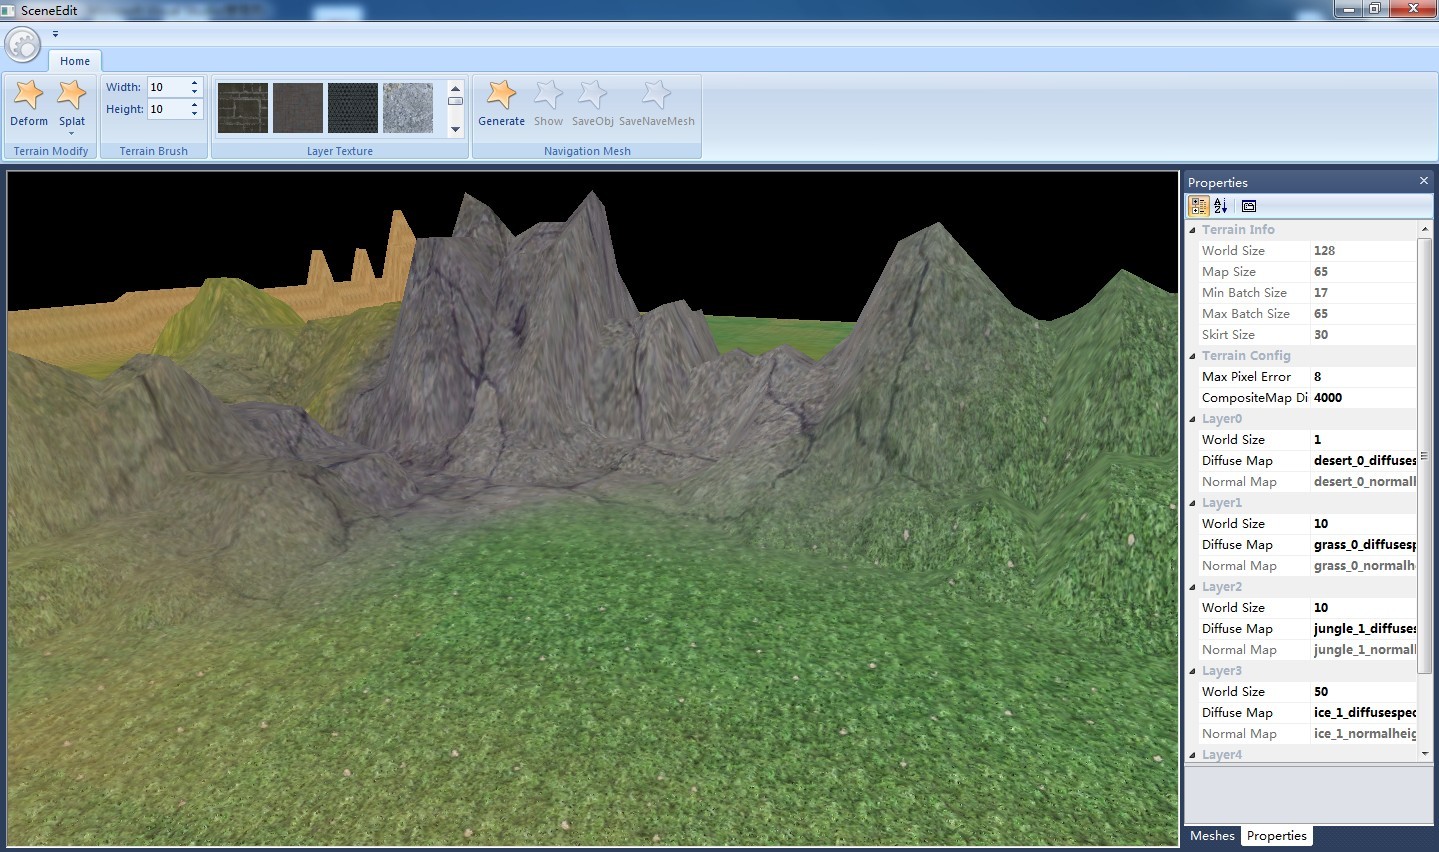 SceneEdit
Home
Width: 10
Height: 10
Deform Splat
Generate Show SaveObj SaveNaveMesh
Terrain Modify Terrain Brush Layer Texture Navigation Mesh
Properties
Terrain Info
World Size 128
Map Size 65
Min Batch Size 17
Max Batch Size 65
Skirt Size 30
Terrain Config
Max Pixel Error 8
CompositeMap Di 4000
Layer0
World Size 1
Diffuse Map desert_0_diffuses
Normal Map desert_0_normall
Layer1
World Size 10
Diffuse Map grass_0_diffusesp
Normal Map grass_0_normalh
Layer2
World Size 10
Diffuse Map jungle_1_diffuses
Normal Map jungle_1_normall
Layer3
World Size 50
Diffuse Map ice_1_diffusespec
Normal Map ice_1_normalheig
Layer4
Meshes Properties